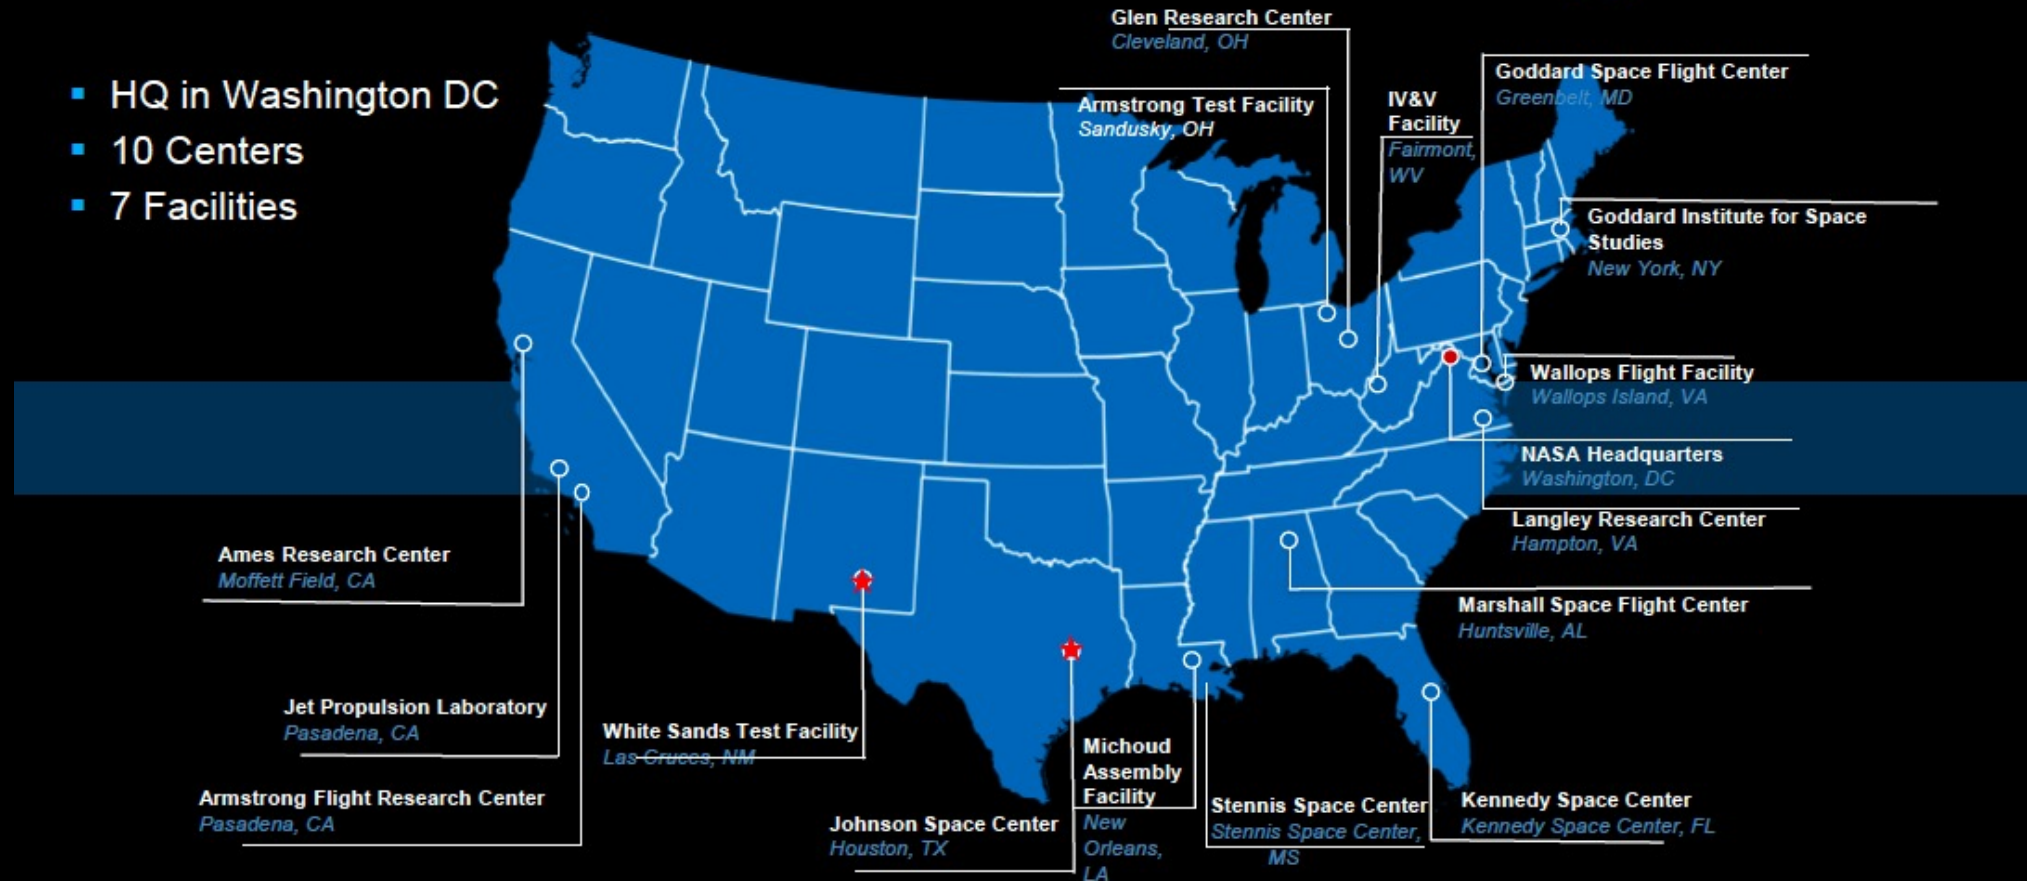 HQ in Washington DC
10 Centers
7 Facilities
Glen Research Center
Cleveland, OH
Armstrong Test Facility
Sandusky, OH
IV&V
Facility
Fairmont,
WV
Goddard Space Flight Center
Greenbelt, MD
Goddard Institute for Space
Studies
New York, NY
Wallops Flight Facility
Wallops Island, VA
NASA Headquarters
Washington, DC
Langley Research Center
Hampton, VA
Marshall Space Flight Center
Huntsville, AL
Ames Research Center
Moffett Field, CA
Jet Propulsion Laboratory
Pasadena, CA
Armstrong Flight Research Center
Pasadena, CA
White Sands Test Facility
Las Cruces, NM
Johnson Space Center
Houston, TX
Michoud
Assembly
Facility
New
Orleans,
LA
Stennis Space Center
Stennis Space Center,
MS
Kennedy Space Center
Kennedy Space Center, FL